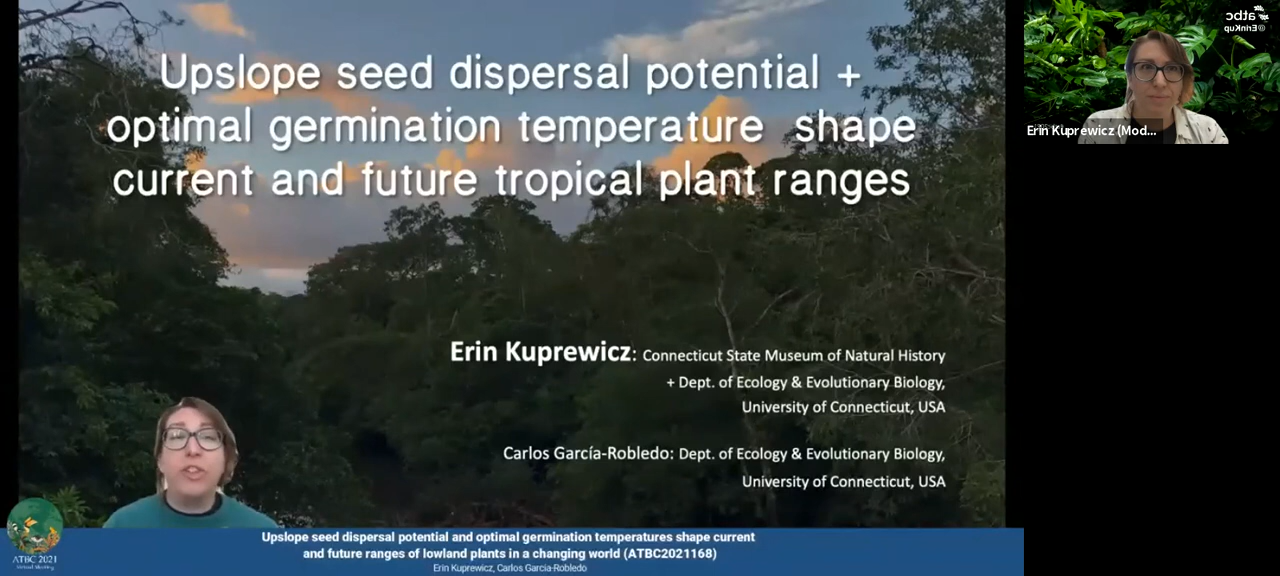 Upslope seed dispersal potential +
optimal germination temperature shape
current and future tropical plant ranges
Erin Kuprewicz: Connecticut State Museum of Natural History
+ Dept. of Ecology & Evolutionary Biology,
University of Connecticut, USA
Carlos García-Robledo: Dept. of Ecology & Evolutionary Biology,
University of Connecticut, USA
Upslope seed dispersal potential and optimal germination temperatures shape current
and future ranges of lowland plants in a changing world (ATBC2021168)
Erin Kuprewicz, Carlos Garcia-Robledo
ATBC 2021
Virtual Meeting
atbc
@ErinKup
Erin Kuprewicz (Mod...